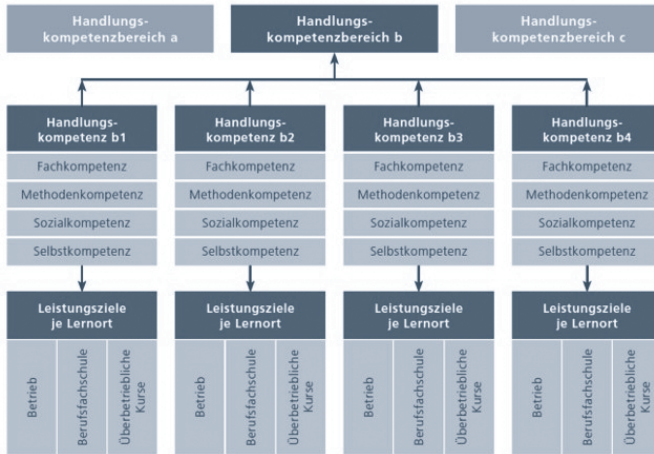 Handlungs-
kompetenzbereich a
Handlungs-
kompetenzbereich b
Handlungs-
kompetenzbereich c
Handlungs-
kompetenz b1
Fachkompetenz
Methodenkompetenz
Sozialkompetenz
Selbstkompetenz
Leistungsziele
je Lernort
Betrieb
Berufsfachschule
Überbetriebliche
Kurse
Handlungs-
kompetenz b2
Fachkompetenz
Methodenkompetenz
Sozialkompetenz
Selbstkompetenz
Leistungsziele
je Lernort
Betrieb
Berufsfachschule
Überbetriebliche
Kurse
Handlungs-
kompetenz b3
Fachkompetenz
Methodenkompetenz
Sozialkompetenz
Selbstkompetenz
Leistungsziele
je Lernort
Betrieb
Berufsfachschule
Überbetriebliche
Kurse
Handlungs-
kompetenz b4
Fachkompetenz
Methodenkompetenz
Sozialkompetenz
Selbstkompetenz
Leistungsziele
je Lernort
Betrieb
Berufsfachschule
Überbetriebliche
Kurse